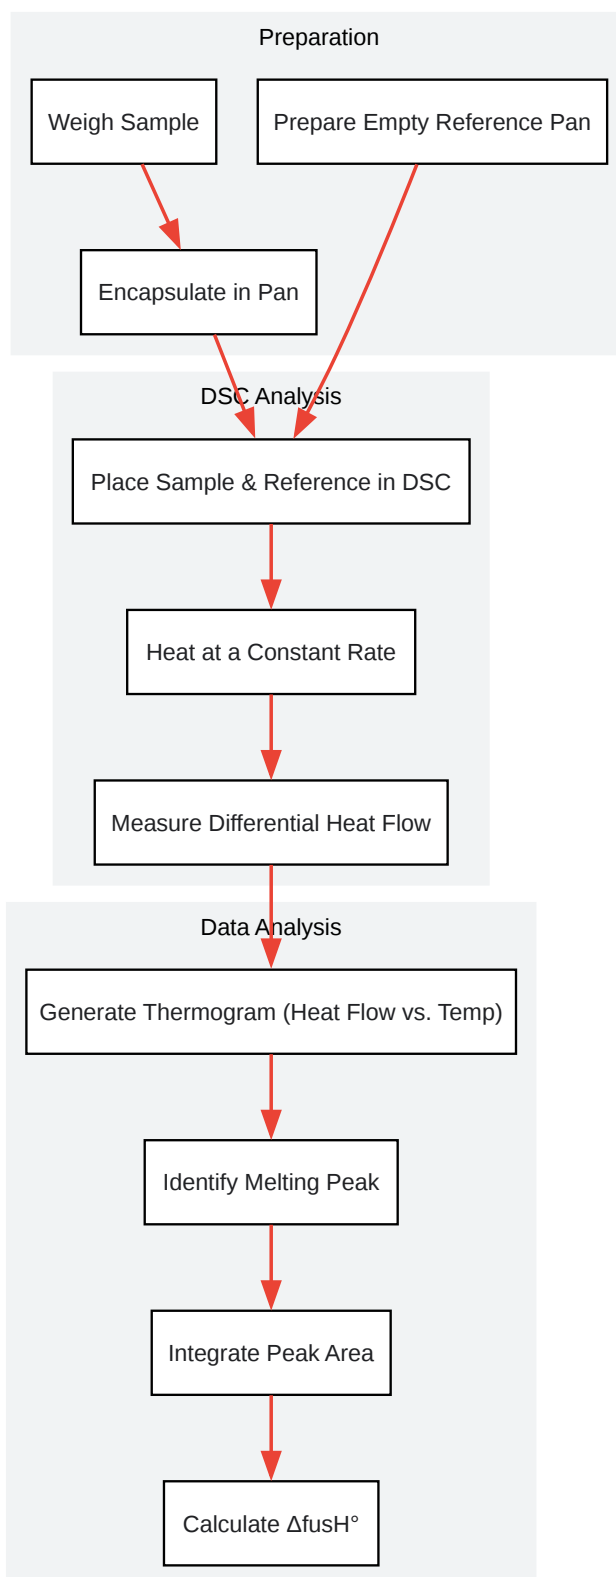 Preparation
Weigh Sample
Prepare Empty Reference Pan
Encapsulate in Pan
DSC Analysis
Place Sample & Reference in DSC
Heat at a Constant Rate
Measure Differential Heat Flow
Data Analysis
Generate Thermogram (Heat Flow vs. Temp)
Identify Melting Peak
Integrate Peak Area
Calculate ΔfusH°